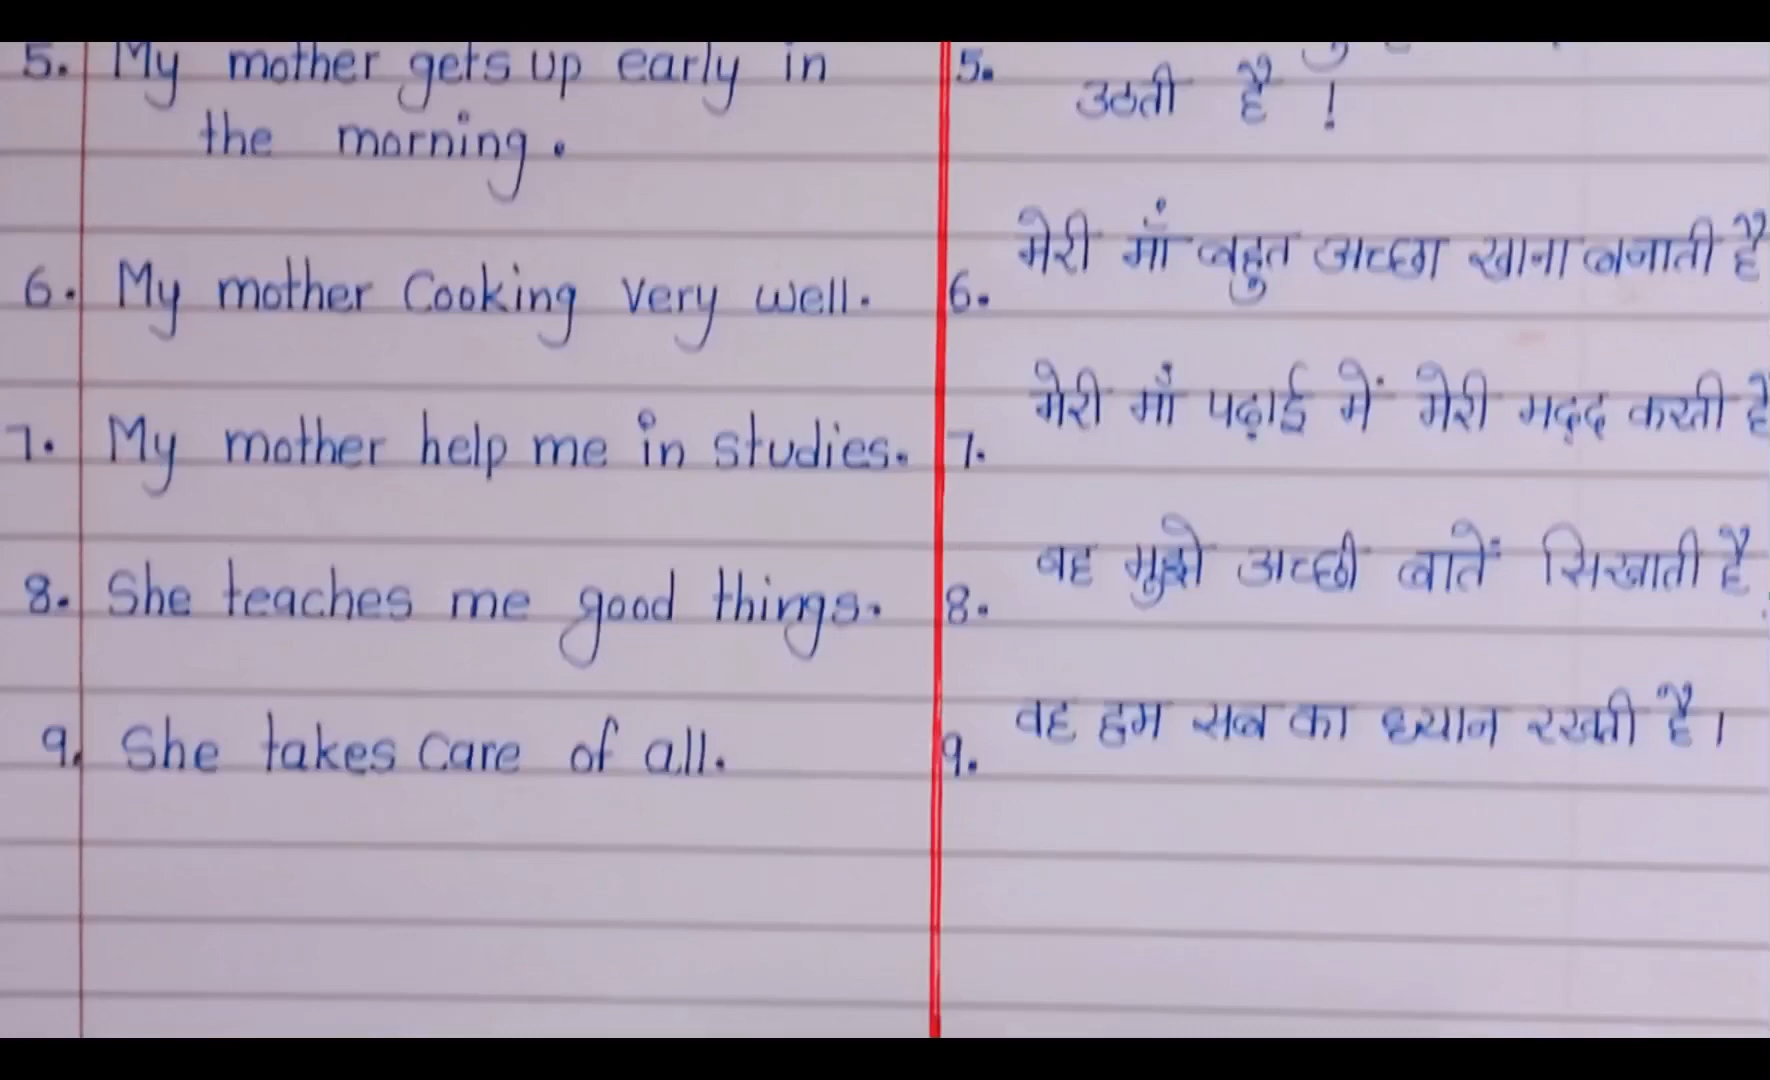 5. My mother gets up early in
the morning.
6. My mother Cooking very well.
7. My mother help me in studies.
8. She teaches me good things.
9. She takes care of all.
5.
उठती है !
6. मेरी माँ बहुत अच्छा खाना बनाती है
7. मेरी माँ पढ़ाई में मेरी मद्द करती है
8. वह मुझे अच्छी बातें सिखाती है
9. वह हम सब का ध्यान रखती है।